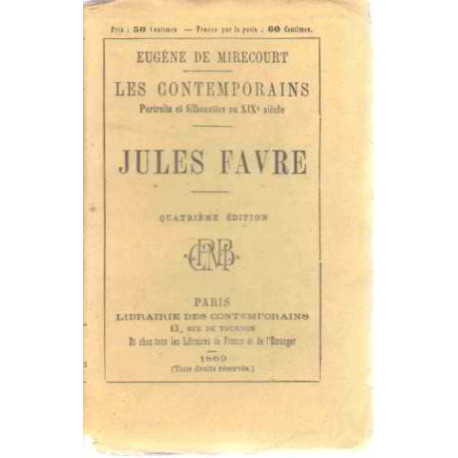 Prix : 50 Centimes — Franco par la poste : 60 Centimes.
EUGÈNE DE MIRECOURT
LES CONTEMPORAINS
Portraits et Silhouettes au XIXe siècle
JULES FAVRE
QUATRIÈME ÉDITION
PARIS
LIBRAIRIE DES CONTEMPORAINS
13, RUE DE TOURNON
Et chez tous les Libraires de France et de l'Étranger
1869
(Tous droits réservés.)